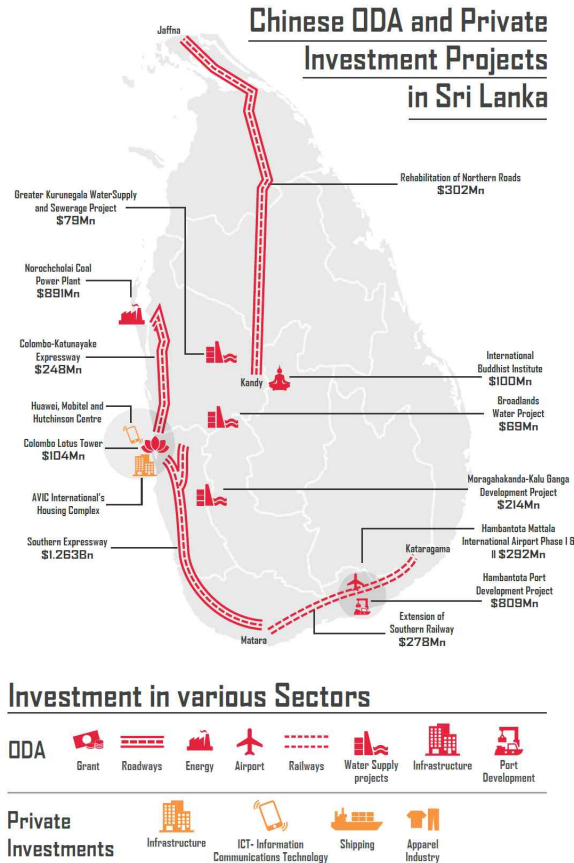 Chinese ODA and Private
Investment Projects
in Sri Lanka
Jaffna
Rehabilitation of Northern Roads
$302Mn
Greater Kurunegala WaterSupply
and Sewerage Project
$79Mn
Norochcholai Coal
Power Plant
$891Mn
Colombo-Katunayake
Expressway
$248Mn
International
Buddhist Institute
$100Mn
Kandy
Broadlands
Water Project
$69Mn
Huawei, Mobitel and
Hutchinson Centre
Colombo Lotus Tower
$104Mn
AVIC International's
Housing Complex
Moragahakanda-Kalu Ganga
Development Project
$214Mn
Southern Expressway
$1.263Bn
Hambantota Mattala
International Airport Phase I &
II $292Mn
Kataragama
Hambantota Port
Development Project
$809Mn
Extension of
Southern Railway
$278Mn
Matara
Investment in various Sectors
ODA
Grant
Roadways
Energy
Airport
Railways
Water Supply
projects
Infrastructure
Port
Development
Private
Investments
Infrastructure
ICT- Information
Communications Technology
Shipping
Apparel
Industry